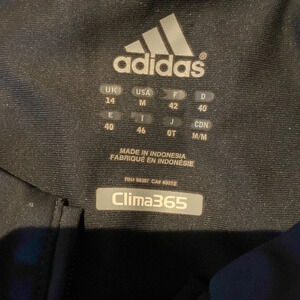 adidas
UK USA F D
14 M 42 40
E I J CDN
40 46 OT M/M
MADE IN INDONESIA
FABRIQUÉ EN INDONÉSIE
Clima365